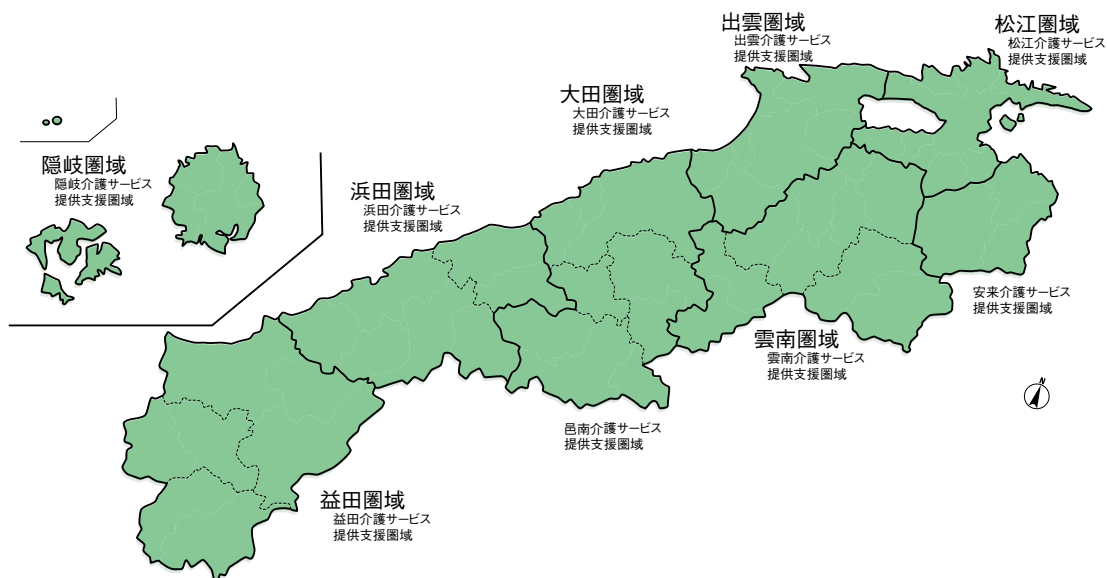 出雲圏域
出雲介護サービス
提供支援圏域
松江圏域
松江介護サービス
提供支援圏域
大田圏域
大田介護サービス
提供支援圏域
隠岐圏域
隠岐介護サービス
提供支援圏域
浜田圏域
浜田介護サービス
提供支援圏域
安来介護サービス
提供支援圏域
雲南圏域
雲南介護サービス
提供支援圏域
N
邑南介護サービス
提供支援圏域
益田圏域
益田介護サービス
提供支援圏域